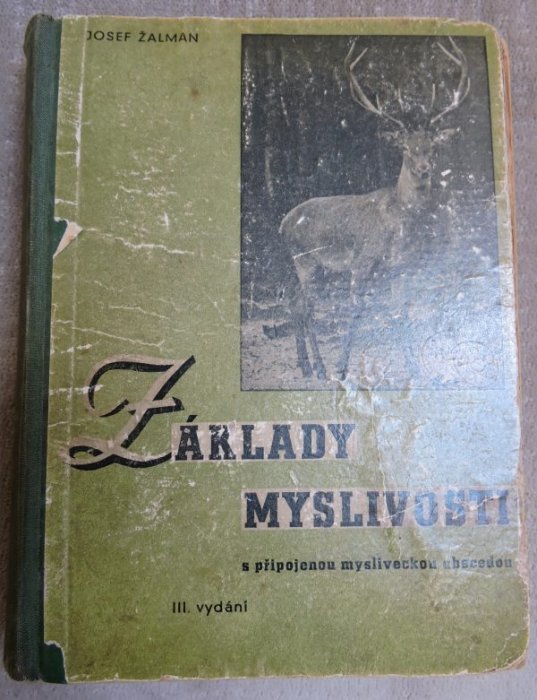 JOSEF ŽALMAN
ZÁKLADY
MYSLIVOSTI
s připojenou mysliveckou abecedou
III. vydání